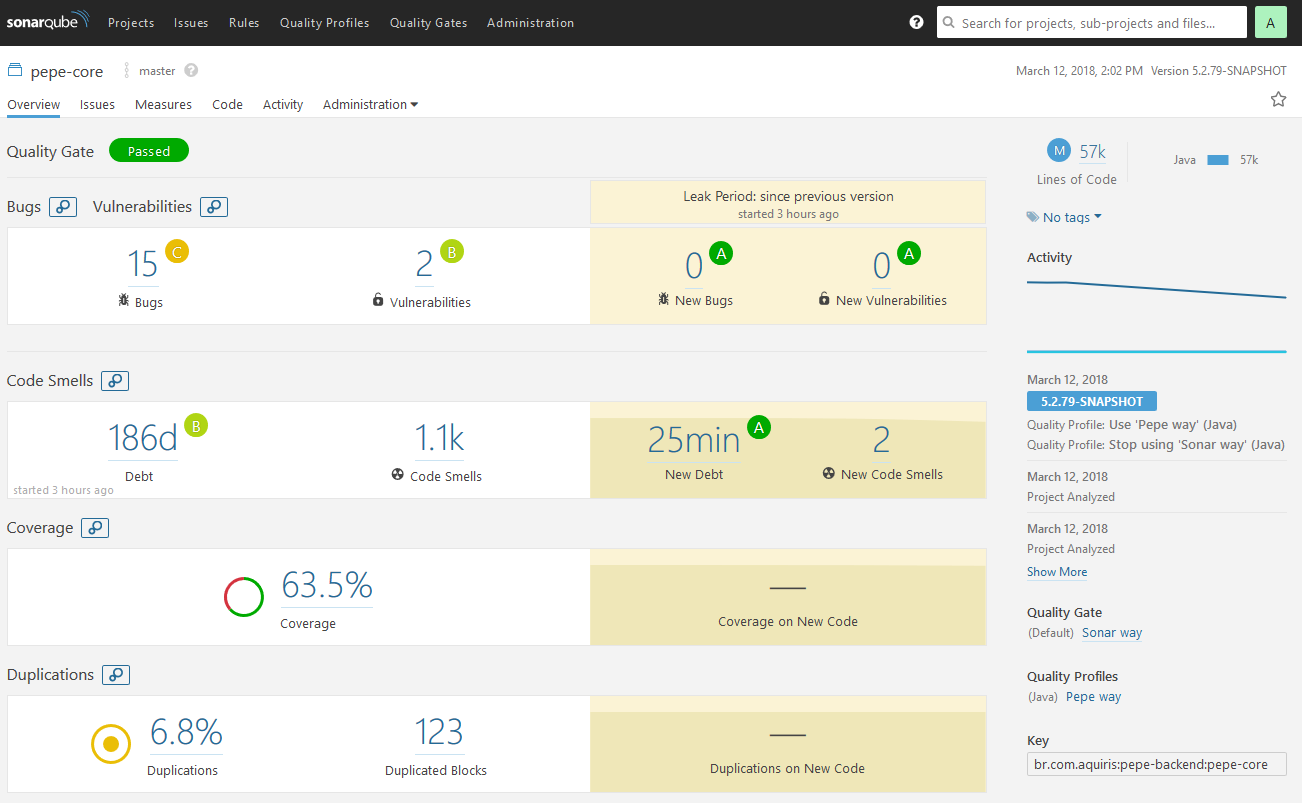 sonarqube Projects Issues Rules Quality Profiles Quality Gates Administration ? Search for projects, sub-projects and files... A
pepe-core master ? March 12, 2018, 2:02 PM Version 5.2.79-SNAPSHOT
Overview Issues Measures Code Activity Administration
Quality Gate Passed
Bugs Vulnerabilities
Leak Period: since previous version
started 3 hours ago
15 C 2 B 0 A 0 A
Bugs Vulnerabilities New Bugs New Vulnerabilities
Code Smells
186d B 1.1k 25min A 2
Debt Code Smells New Debt New Code Smells
started 3 hours ago
Coverage
63.5% —
Coverage Coverage on New Code
Duplications
6.8% 123 —
Duplications Duplicated Blocks Duplications on New Code
M 57k Java 57k
Lines of Code
No tags
Activity
March 12, 2018
5.2.79-SNAPSHOT
Quality Profile: Use 'Pepe way' (Java)
Quality Profile: Stop using 'Sonar way' (Java)
March 12, 2018
Project Analyzed
March 12, 2018
Project Analyzed
Show More
Quality Gate
(Default) Sonar way
Quality Profiles
(Java) Pepe way
Key
br.com.aquiris:pepe-backend:pepe-core